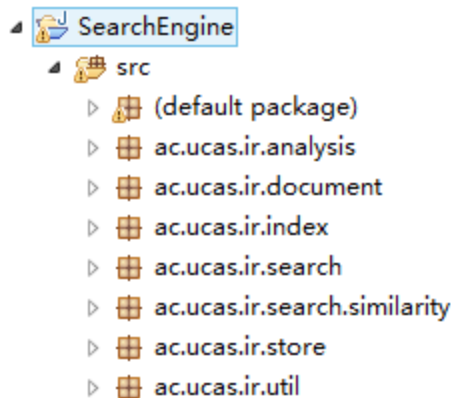 SearchEngine
src
(default package)
ac.ucas.ir.analysis
ac.ucas.ir.document
ac.ucas.ir.index
ac.ucas.ir.search
ac.ucas.ir.search.similarity
ac.ucas.ir.store
ac.ucas.ir.util